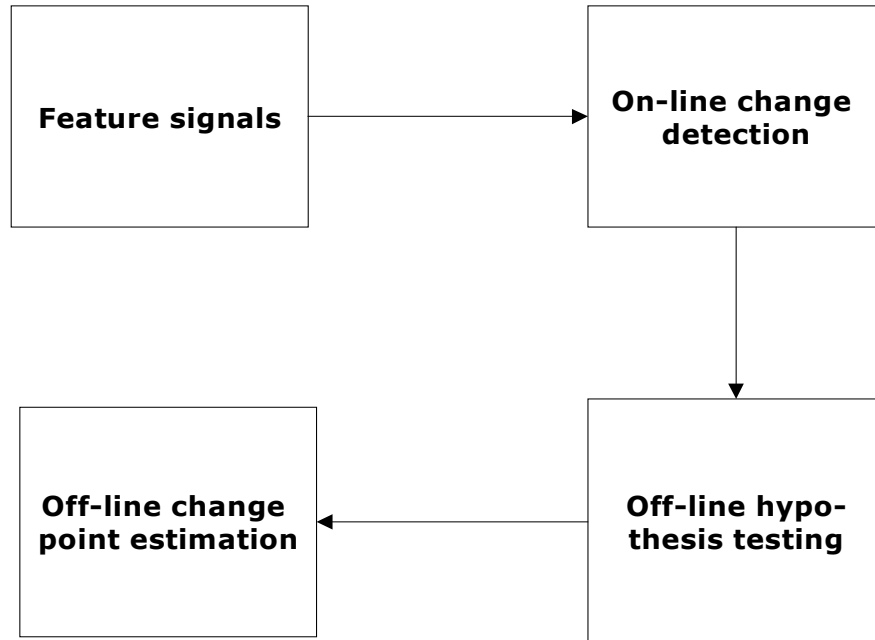 Feature signals
On-line change
detection
Off-line hypo-
thesis testing
Off-line change
point estimation